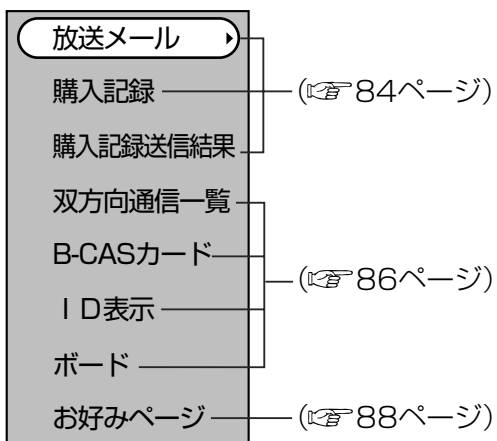 放送メール
購入記録 (☞84ページ)
購入記録送信結果
双方向通信一覧
B-CASカード
(☞86ページ)
ＩＤ表示
ボード
お好みページ (☞88ページ)